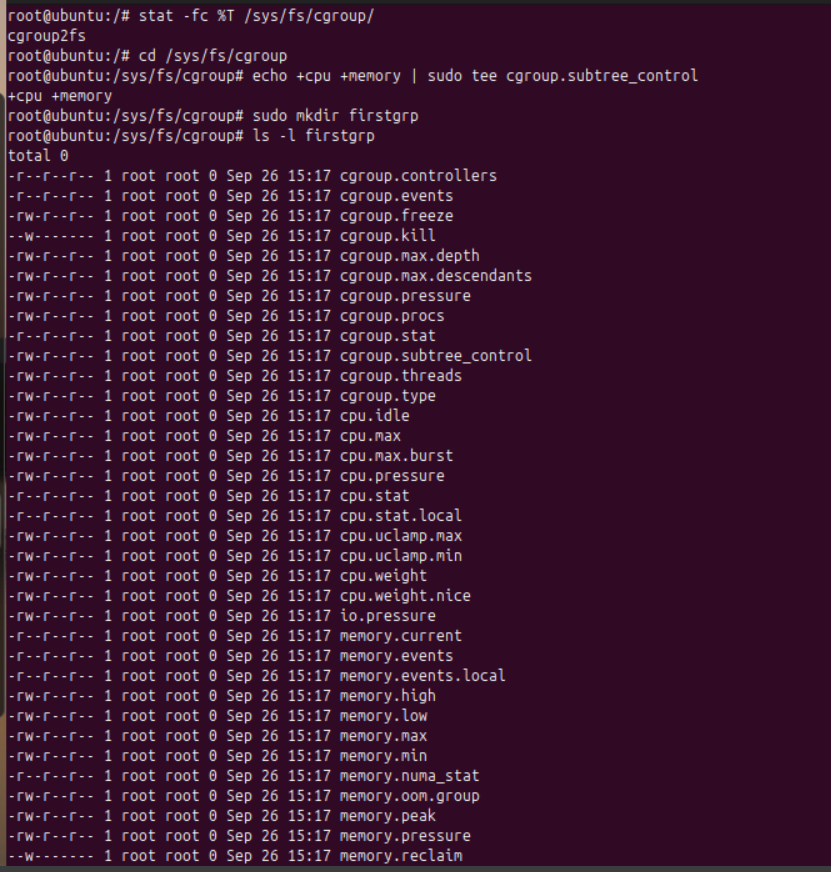 root@ubuntu:/# stat -fc %T /sys/fs/cgroup/
cgroup2fs
root@ubuntu:/# cd /sys/fs/cgroup
root@ubuntu:/sys/fs/cgroup# echo +cpu +memory | sudo tee cgroup.subtree_control
+cpu +memory
root@ubuntu:/sys/fs/cgroup# sudo mkdir firstgrp
root@ubuntu:/sys/fs/cgroup# ls -l firstgrp
total 0
-r--r--r-- 1 root root 0 Sep 26 15:17 cgroup.controllers
-r--r--r-- 1 root root 0 Sep 26 15:17 cgroup.events
-rw-r--r-- 1 root root 0 Sep 26 15:17 cgroup.freeze
--w------- 1 root root 0 Sep 26 15:17 cgroup.kill
-rw-r--r-- 1 root root 0 Sep 26 15:17 cgroup.max.depth
-rw-r--r-- 1 root root 0 Sep 26 15:17 cgroup.max.descendants
-rw-r--r-- 1 root root 0 Sep 26 15:17 cgroup.pressure
-rw-r--r-- 1 root root 0 Sep 26 15:17 cgroup.procs
-r--r--r-- 1 root root 0 Sep 26 15:17 cgroup.stat
-rw-r--r-- 1 root root 0 Sep 26 15:17 cgroup.subtree_control
-rw-r--r-- 1 root root 0 Sep 26 15:17 cgroup.threads
-rw-r--r-- 1 root root 0 Sep 26 15:17 cgroup.type
-rw-r--r-- 1 root root 0 Sep 26 15:17 cpu.idle
-rw-r--r-- 1 root root 0 Sep 26 15:17 cpu.max
-rw-r--r-- 1 root root 0 Sep 26 15:17 cpu.max.burst
-rw-r--r-- 1 root root 0 Sep 26 15:17 cpu.pressure
-r--r--r-- 1 root root 0 Sep 26 15:17 cpu.stat
-r--r--r-- 1 root root 0 Sep 26 15:17 cpu.stat.local
-rw-r--r-- 1 root root 0 Sep 26 15:17 cpu.uclamp.max
-rw-r--r-- 1 root root 0 Sep 26 15:17 cpu.uclamp.min
-rw-r--r-- 1 root root 0 Sep 26 15:17 cpu.weight
-rw-r--r-- 1 root root 0 Sep 26 15:17 cpu.weight.nice
-rw-r--r-- 1 root root 0 Sep 26 15:17 io.pressure
-r--r--r-- 1 root root 0 Sep 26 15:17 memory.current
-r--r--r-- 1 root root 0 Sep 26 15:17 memory.events
-r--r--r-- 1 root root 0 Sep 26 15:17 memory.events.local
-rw-r--r-- 1 root root 0 Sep 26 15:17 memory.high
-rw-r--r-- 1 root root 0 Sep 26 15:17 memory.low
-rw-r--r-- 1 root root 0 Sep 26 15:17 memory.max
-rw-r--r-- 1 root root 0 Sep 26 15:17 memory.min
-r--r--r-- 1 root root 0 Sep 26 15:17 memory.numa_stat
-rw-r--r-- 1 root root 0 Sep 26 15:17 memory.oom.group
-rw-r--r-- 1 root root 0 Sep 26 15:17 memory.peak
-rw-r--r-- 1 root root 0 Sep 26 15:17 memory.pressure
--w------- 1 root root 0 Sep 26 15:17 memory.reclaim